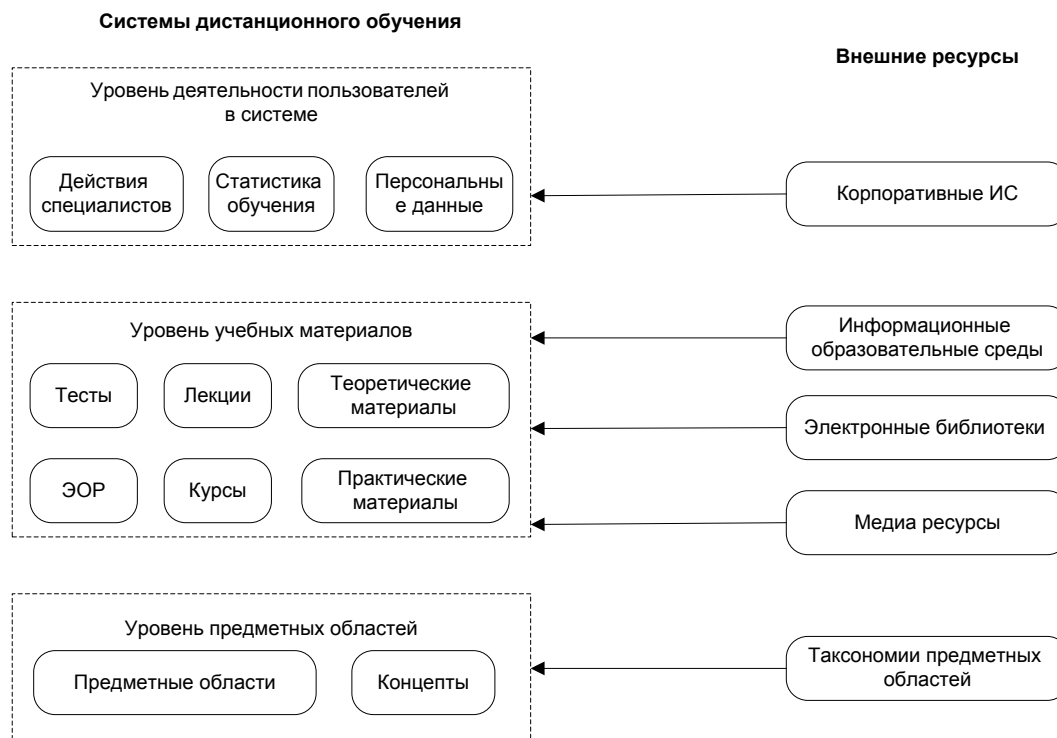 Системы дистанционного обучения
Внешние ресурсы
Уровень деятельности пользователей
в системе
Действия
специалистов
Статистика
обучения
Персональны
е данные
Корпоративные ИС
Уровень учебных материалов
Тесты
Лекции
Теоретические
материалы
ЭОР
Курсы
Практические
материалы
Информационные
образовательные среды
Электронные библиотеки
Медиа ресурсы
Уровень предметных областей
Предметные области
Концепты
Таксономии предметных
областей